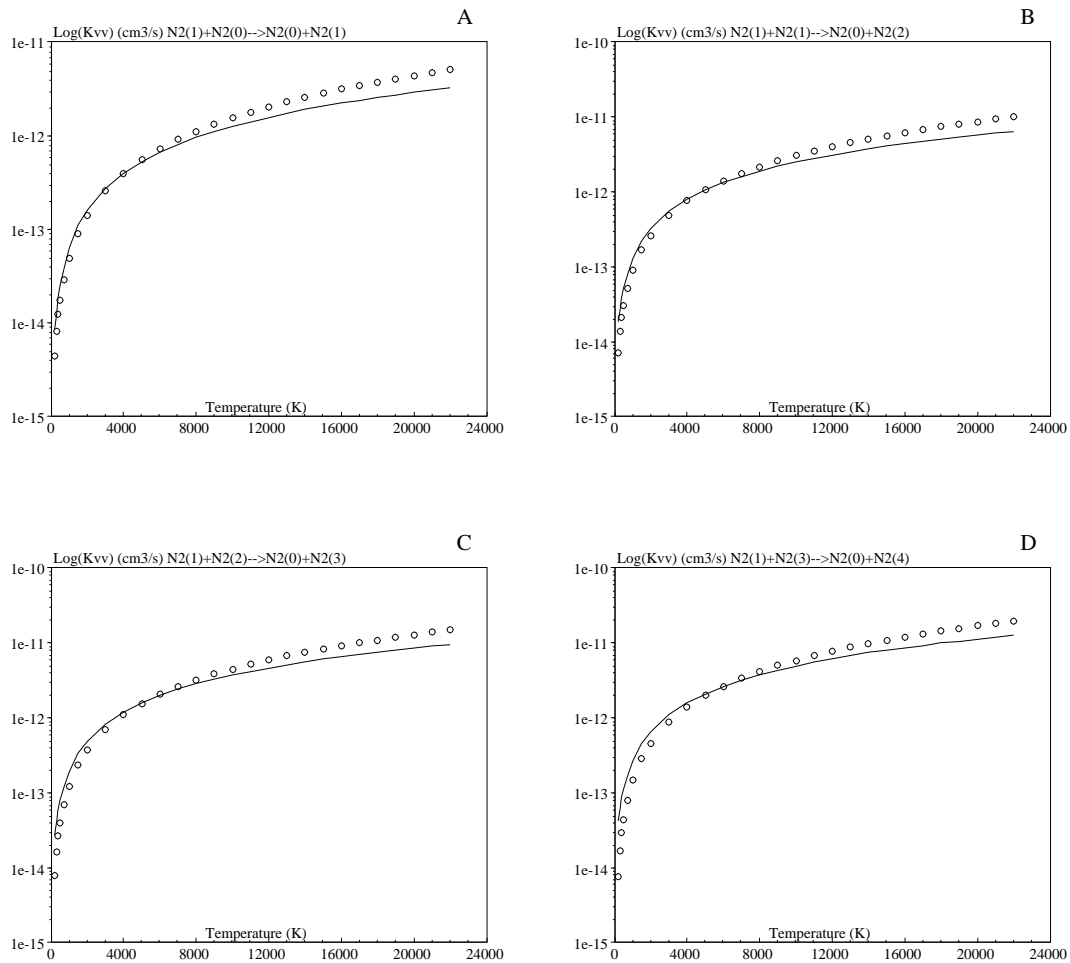 A
Log(Kvv) (cm3/s) N2(1)+N2(0)-->N2(0)+N2(1)
1e-11
1e-12
1e-13
1e-14
1e-15
Temperature (K)
0 4000 8000 12000 16000 20000 24000
B
Log(Kvv) (cm3/s) N2(1)+N2(1)-->N2(0)+N2(2)
1e-10
1e-11
1e-12
1e-13
1e-14
1e-15
Temperature (K)
0 4000 8000 12000 16000 20000 24000
C
Log(Kvv) (cm3/s) N2(1)+N2(2)-->N2(0)+N2(3)
1e-10
1e-11
1e-12
1e-13
1e-14
1e-15
Temperature (K)
0 4000 8000 12000 16000 20000 24000
D
Log(Kvv) (cm3/s) N2(1)+N2(3)-->N2(0)+N2(4)
1e-10
1e-11
1e-12
1e-13
1e-14
1e-15
Temperature (K)
0 4000 8000 12000 16000 20000 24000